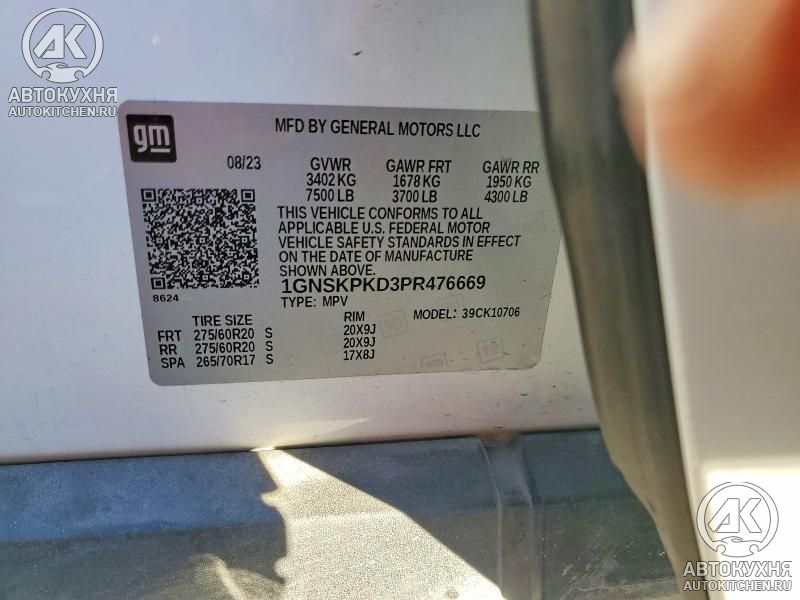 АК
АВТОКУХНЯ
AUTOKITCHEN.RU
gm
MFD BY GENERAL MOTORS LLC
08/23 GVWR GAWR FRT GAWR RR
3402 KG 1678 KG 1950 KG
7500 LB 3700 LB 4300 LB
THIS VEHICLE CONFORMS TO ALL
APPLICABLE U.S. FEDERAL MOTOR
VEHICLE SAFETY STANDARDS IN EFFECT
ON THE DATE OF MANUFACTURE
SHOWN ABOVE.
8624
1GNSKPKD3PR476669
TYPE: MPV
MODEL: 39CK10706
TIRE SIZE RIM
FRT 275/60R20 S 20X9J
RR 275/60R20 S 20X9J
SPA 265/70R17 S 17X8J
АК
АВТОКУХНЯ
AUTOKITCHEN.RU